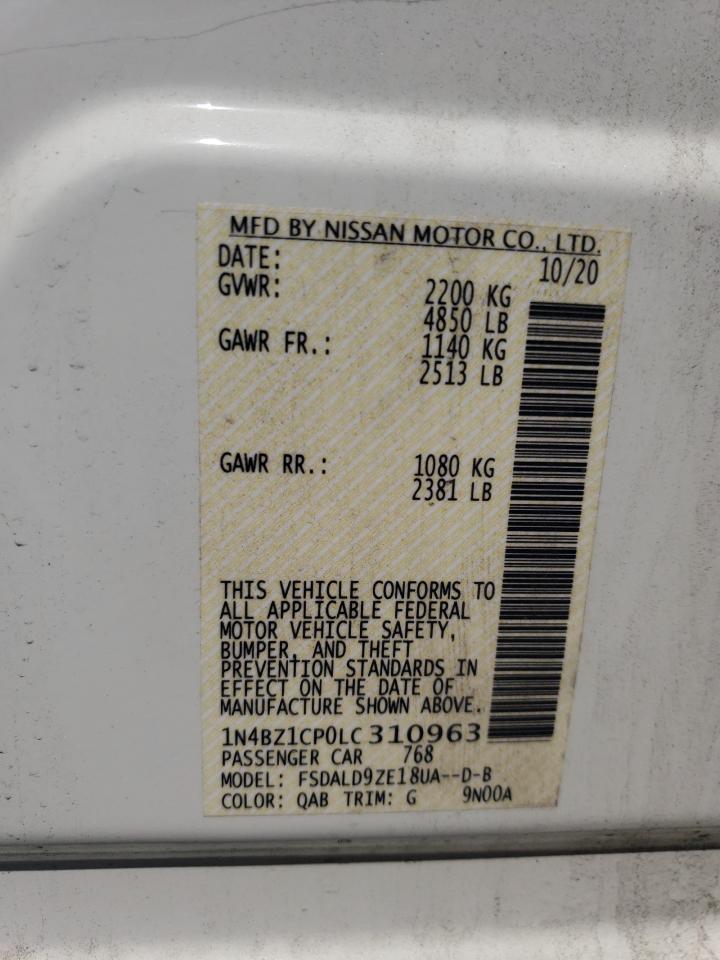 MFD BY NISSAN MOTOR CO., LTD.
DATE: 10/20
GVWR: 2200 KG
4850 LB
GAWR FR.: 1140 KG
2513 LB
GAWR RR.: 1080 KG
2381 LB
THIS VEHICLE CONFORMS TO
ALL APPLICABLE FEDERAL
MOTOR VEHICLE SAFETY,
BUMPER, AND THEFT
PREVENTION STANDARDS IN
EFFECT ON THE DATE OF
MANUFACTURE SHOWN ABOVE.
1N4BZ1CP0LC310963
PASSENGER CAR 768
MODEL: FSDALD9ZE18UA--D-B
COLOR: QAB TRIM: G 9N00A